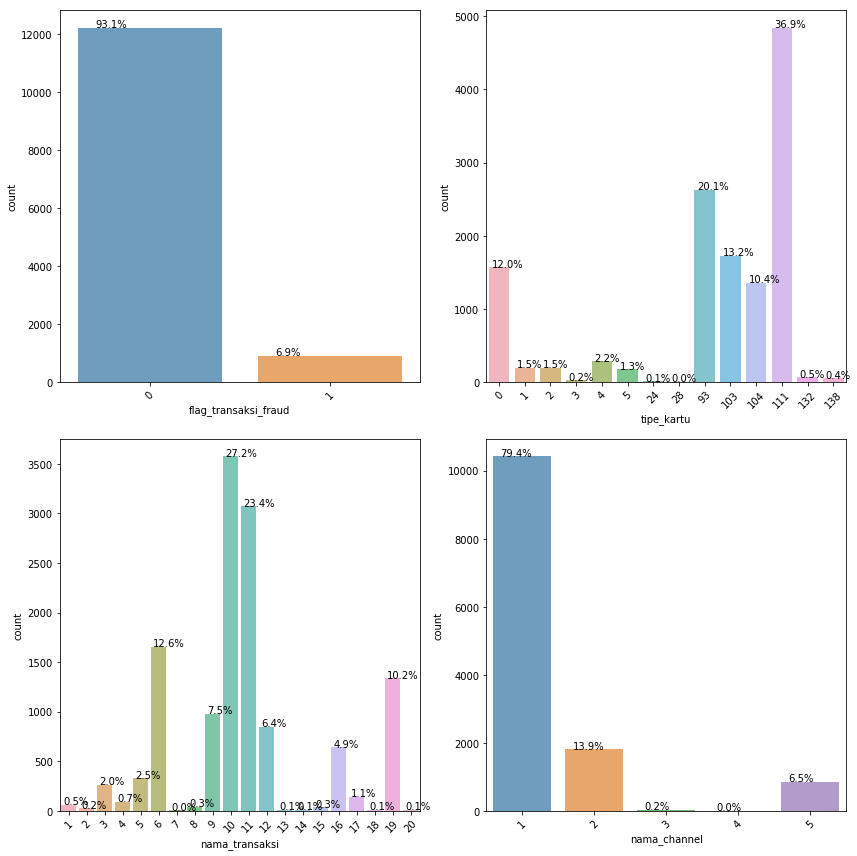 93.1%
12000
10000
8000
6000
4000
2000
0
count
6.9%
0 1
flag_transaksi_fraud
5000
4000
3000
2000
1000
0
count
12.0% 1.5% 1.5% 0.2% 2.2% 1.3% 0.1% 0.0% 20.1% 13.2% 10.4% 36.9% 0.5% 0.4%
0 1 2 3 4 5 24 28 93 103 104 111 132 138
tipe_kartu
3500
3000
2500
2000
1500
1000
500
0
count
0.5% 0.2% 2.0% 0.7% 2.5% 12.6% 0.0% 0.3% 7.5% 27.2% 23.4% 6.4% 0.1% 0.1% 0.3% 4.9% 1.1% 0.1% 10.2% 0.1%
1 2 3 4 5 6 7 8 9 10 11 12 13 14 15 16 17 18 19 20
nama_transaksi
10000
8000
6000
4000
2000
0
count
79.4% 13.9% 0.2% 0.0% 6.5%
1 2 3 4 5
nama_channel